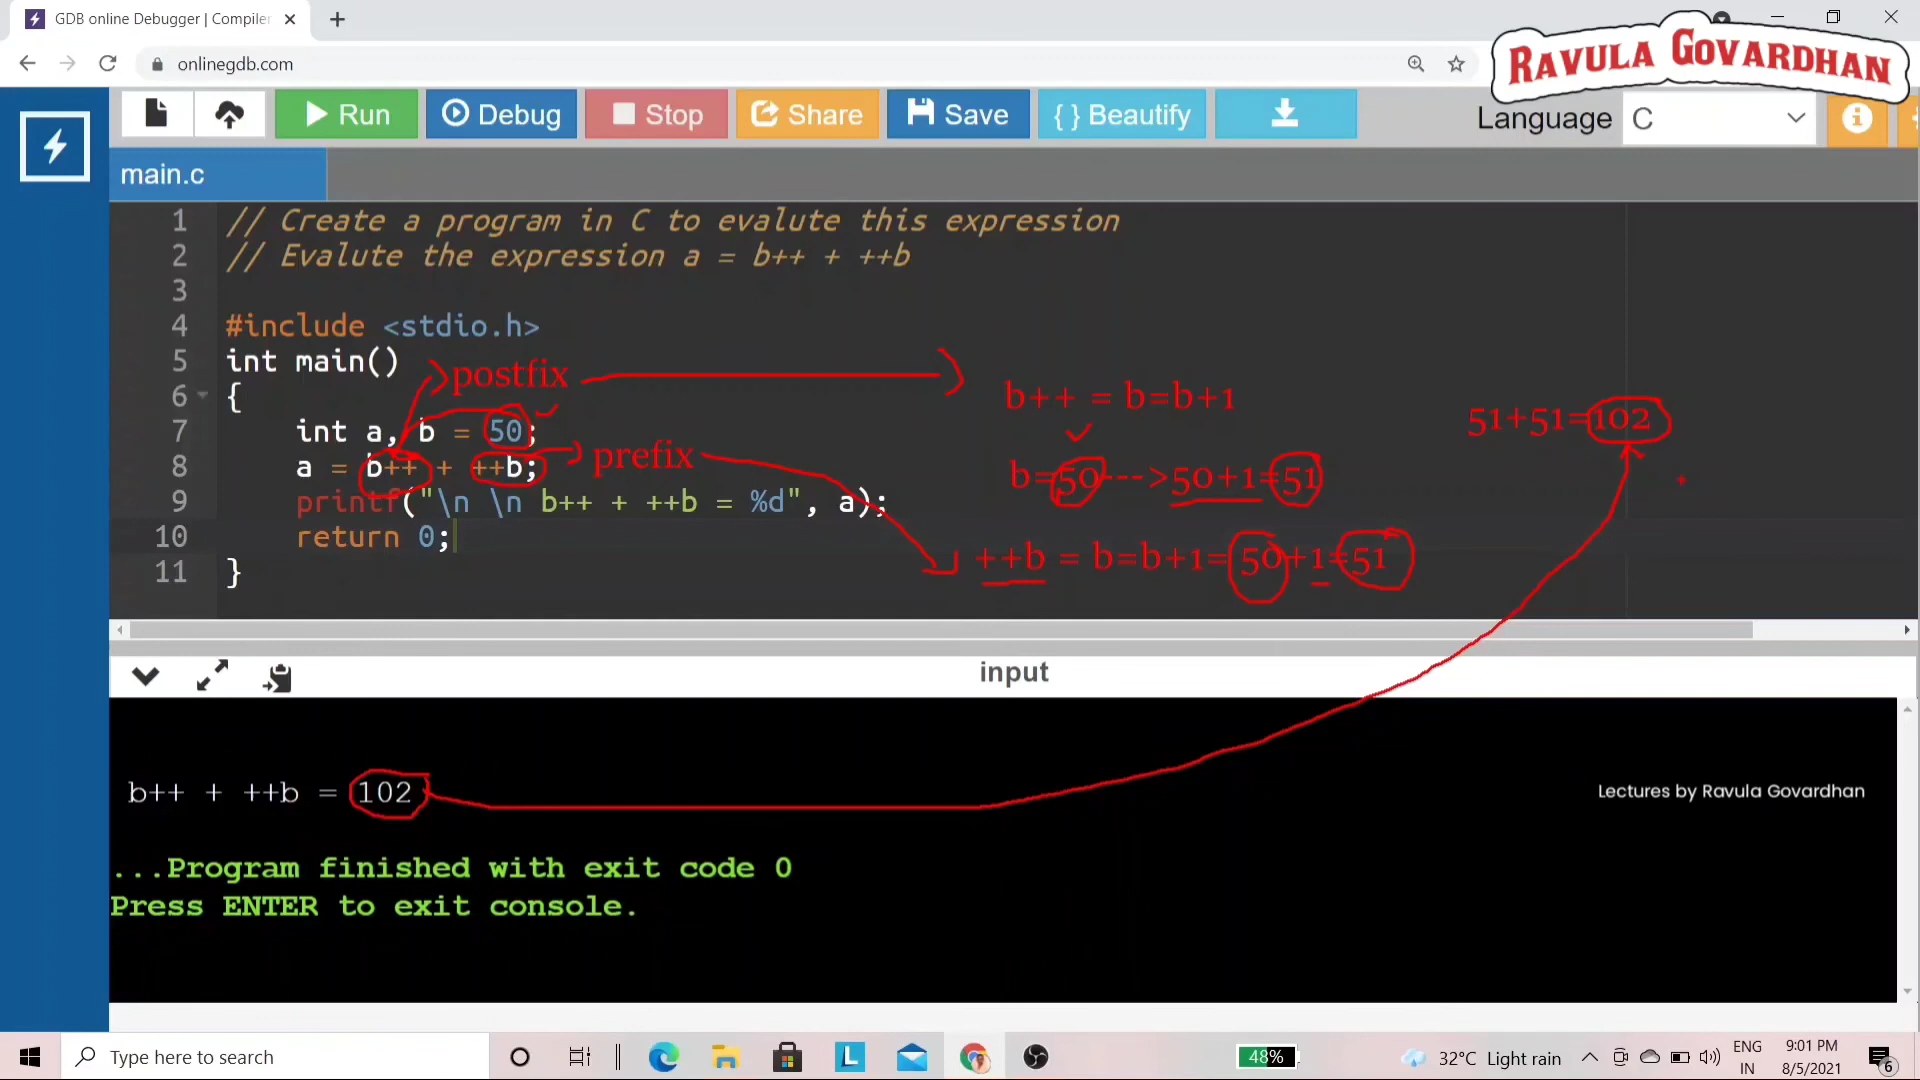 GDB online Debugger | Compiler
onlinegdb.com
RAVULA GOVARDHAN
Run
Debug
Stop
Share
Save
{ } Beautify
Language
C
main.c
1 // Create a program in C to evalute this expression
2 // Evalute the expression a = b++ + ++b
3
4 #include <stdio.h>
5 int main()
6 {
7 int a, b = 50;
8 a = b++ + ++b;
9 printf("\n \n b++ + ++b = %d", a);
10 return 0;
11 }
postfix
prefix
b++ = b=b+1
b=50--->50+1=51
++b = b=b+1=50+1=51
51+51=102
input
b++ + ++b = 102
Lectures by Ravula Govardhan
...Program finished with exit code 0
Press ENTER to exit console.
Type here to search
L
48%
32°C Light rain
ENG
IN
9:01 PM
8/5/2021
6